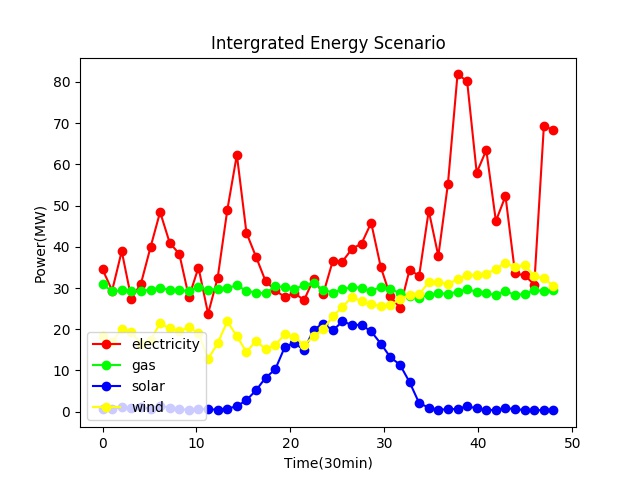 Intergrated Energy Scenario
Power(MW)
80
70
60
50
40
30
20
10
0
electricity
gas
solar
wind
0 10 20 30 40 50
Time(30min)